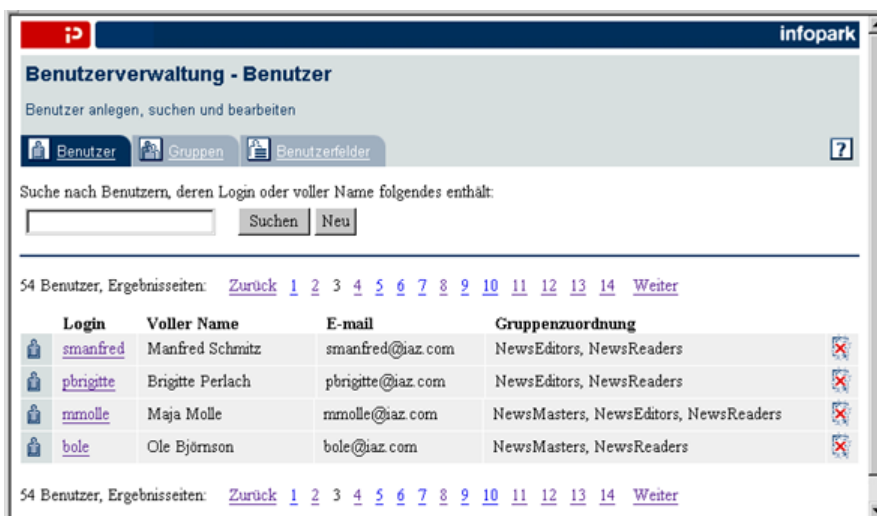 infopark
Benutzerverwaltung - Benutzer
Benutzer anlegen, suchen und bearbeiten
Benutzer Gruppen Benutzerfelder ?
Suche nach Benutzern, deren Login oder voller Name folgendes enthält:
Suchen Neu
54 Benutzer, Ergebnisseiten: Zurück 1 2 3 4 5 6 7 8 9 10 11 12 13 14 Weiter
Login Voller Name E-mail Gruppenzuordnung
smanfred Manfred Schmitz smanfred@iaz.com NewsEditors, NewsReaders
pbrigitte Brigitte Perlach pbrigitte@iaz.com NewsEditors, NewsReaders
mmolle Maja Molle mmolle@iaz.com NewsMasters, NewsEditors, NewsReaders
bole Ole Björnson bole@iaz.com NewsMasters, NewsReaders
54 Benutzer, Ergebnisseiten: Zurück 1 2 3 4 5 6 7 8 9 10 11 12 13 14 Weiter